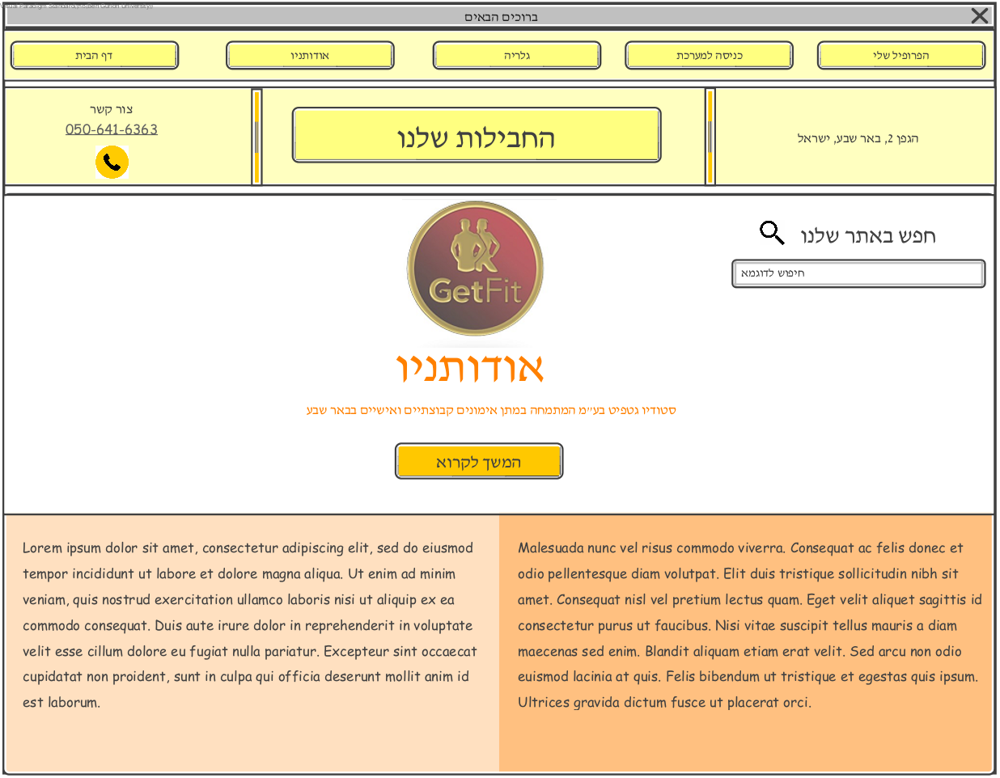 Visual Paradigm Standard(hila(Ben Gurion University))
ברוכים הבאים
הפרופיל שלי
כניסה למערכת
גלריה
אודותניו
דף הבית
הגפן 2, באר שבע, ישראל
החבילות שלנו
צור קשר
050-641-6363
חפש באתר שלנו
חיפוש לדוגמא
GetFit
אודותניו
סטודיו גטפיט בע״מ המתמחה במתן אימונים קבוצתיים ואישיים בבאר שבע
המשך לקרוא
Lorem ipsum dolor sit amet, consectetur adipiscing elit, sed do eiusmod
tempor incididunt ut labore et dolore magna aliqua. Ut enim ad minim
veniam, quis nostrud exercitation ullamco laboris nisi ut aliquip ex ea
commodo consequat. Duis aute irure dolor in reprehenderit in voluptate
velit esse cillum dolore eu fugiat nulla pariatur. Excepteur sint occaecat
cupidatat non proident, sunt in culpa qui officia deserunt mollit anim id
est laborum.
Malesuada nunc vel risus commodo viverra. Consequat ac felis donec et
odio pellentesque diam volutpat. Elit duis tristique sollicitudin nibh sit
amet. Consequat nisl vel pretium lectus quam. Eget velit aliquet sagittis id
consectetur purus ut faucibus. Nisi vitae suscipit tellus mauris a diam
maecenas sed enim. Blandit aliquam etiam erat velit. Sed arcu non odio
euismod lacinia at quis. Felis bibendum ut tristique et egestas quis ipsum.
Ultrices gravida dictum fusce ut placerat orci.